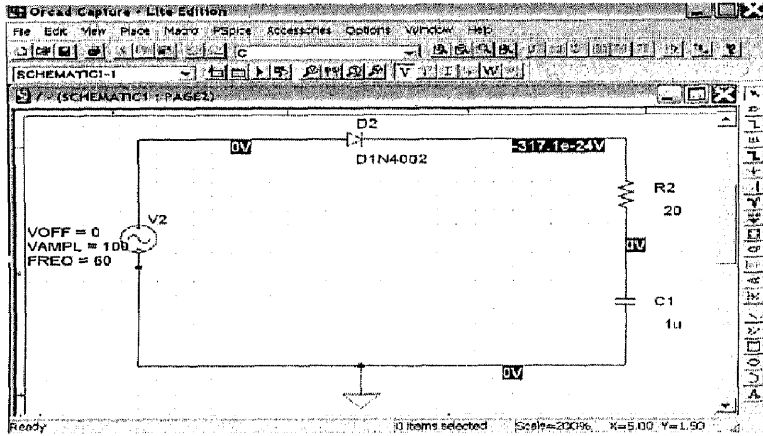 Orcad Capture - Lite Edition
File Edit View Place Macro PSpice Accessories Options Window Help
C
SCHEMATIC1-1
V I W
/ - (SCHEMATIC1 : PAGE2)
D2
0V
-317.1e-24V
D1N4002
R2
20
V2
VOFF = 0
VAMPL = 100
FREQ = 60
0V
C1
1u
0V
Ready
0 items selected
Scale=200%
X=5.00 Y=1.90